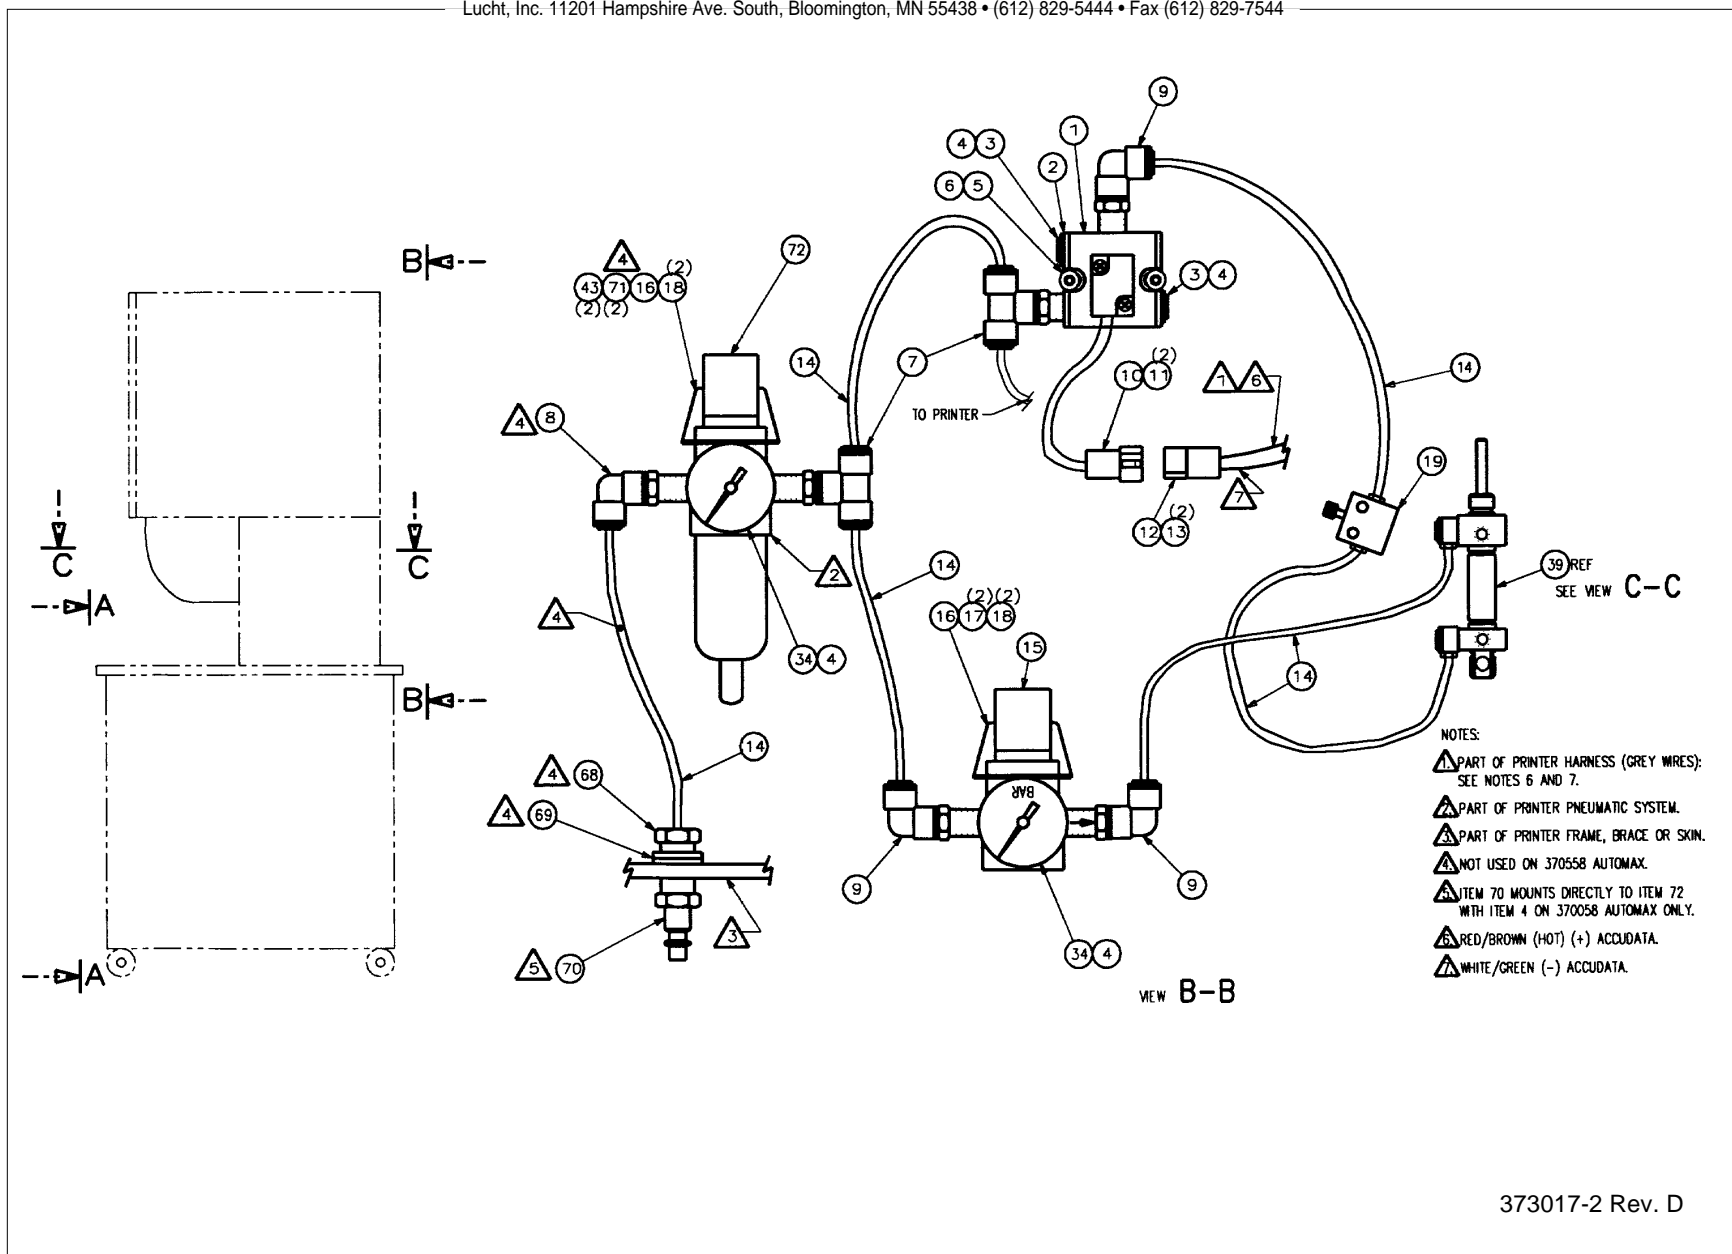 Lucht, Inc. 11201 Hampshire Ave. South, Bloomington, MN 55438 • (612) 829-5444 • Fax (612) 829-7544
9
1
4 3
2
6 5
B
72
4
(2)
43 71 16 18
(2) (2)
3 4
7
14
(2)
10 11
1 6
14
TO PRINTER
4 8
19
7
(2)
12 13
C
C
A
2
14
39 REF
SEE VIEW C-C
4
(2) (2)
16 17 18
34 4
15
14
B
14
4 68
4 69
9
9
3
5 70
34 4
A
VIEW B-B
NOTES:
1. PART OF PRINTER HARNESS (GREY WIRES):
SEE NOTES 6 AND 7.
2. PART OF PRINTER PNEUMATIC SYSTEM.
3. PART OF PRINTER FRAME, BRACE OR SKIN.
4. NOT USED ON 370558 AUTOMAX.
5. ITEM 70 MOUNTS DIRECTLY TO ITEM 72
WITH ITEM 4 ON 370058 AUTOMAX ONLY.
6. RED/BROWN (HOT) (+) ACCUDATA.
7. WHITE/GREEN (-) ACCUDATA.
BAR
373017-2 Rev. D